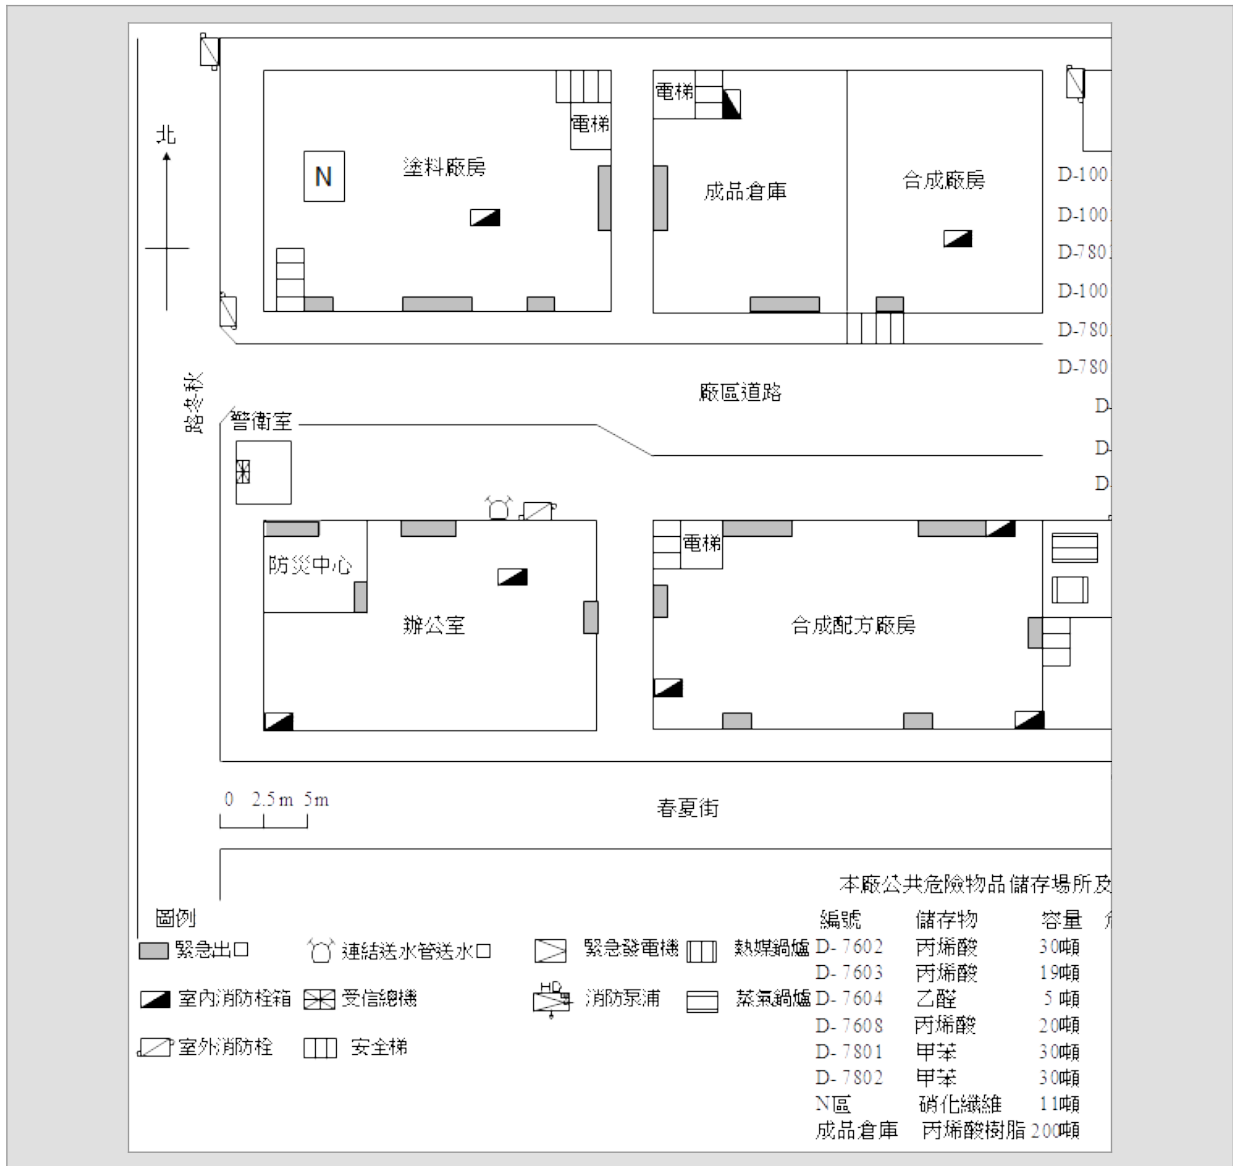 電梯
電梯
北
N
塗料廠房
成品倉庫
合成廠房
D-100
D-100
D-780
D-100
D-780
D-780
D-
D-
D-
秋冬路
廠區道路
警衛室
電梯
防災中心
辦公室
合成配方廠房
0 2.5m 5m
春夏街
本廠公共危險物品儲存場所及
圖例
編號 儲存物 容量
緊急出口 連結送水管送水口 緊急發電機 熱媒鍋爐
D- 7602 丙烯酸 30噸
D- 7603 丙烯酸 19噸
室內消防栓箱 受信總機 HD 消防泵浦 蒸氣鍋爐
D- 7604 乙醛 5噸
D- 7608 丙烯酸 20噸
室外消防栓 安全梯
D- 7801 甲苯 30噸
D- 7802 甲苯 30噸
N區 硝化纖維 11噸
成品倉庫 丙烯酸樹脂 200噸